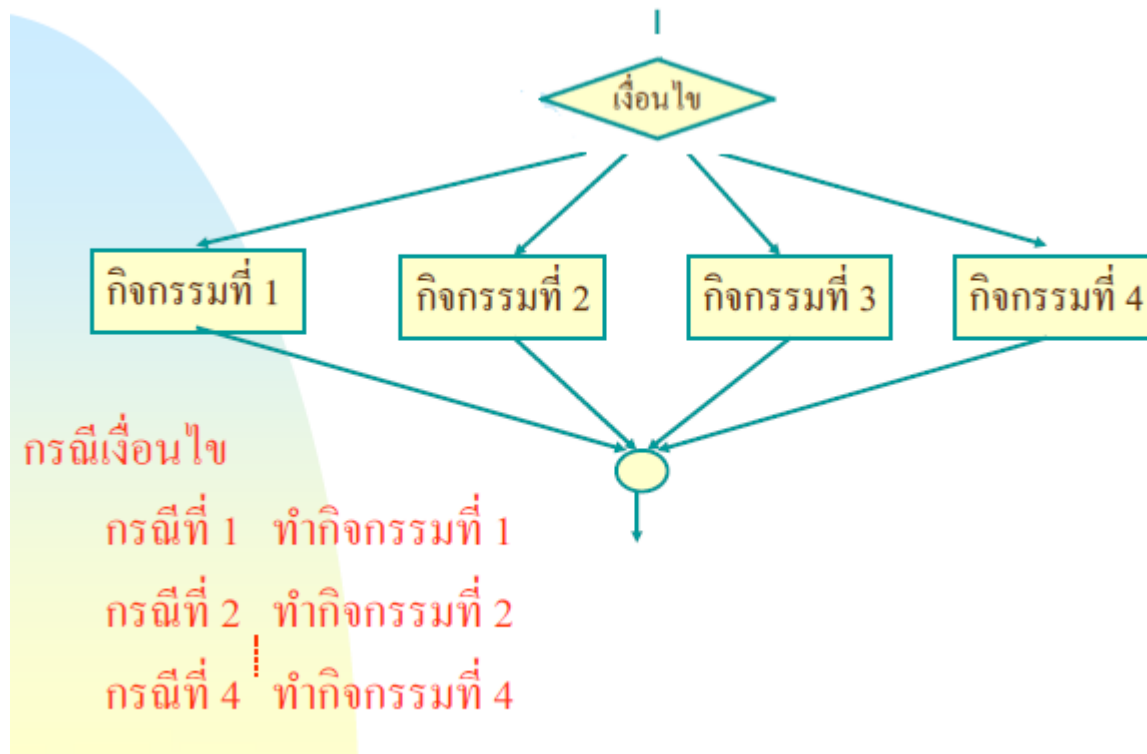 เงื่อนไข
กิจกรรมที่ 1
กิจกรรมที่ 2
กิจกรรมที่ 3
กิจกรรมที่ 4
กรณีเงื่อนไข
กรณีที่ 1 ทำกิจกรรมที่ 1
กรณีที่ 2 ทำกิจกรรมที่ 2
กรณีที่ 4 ทำกิจกรรมที่ 4